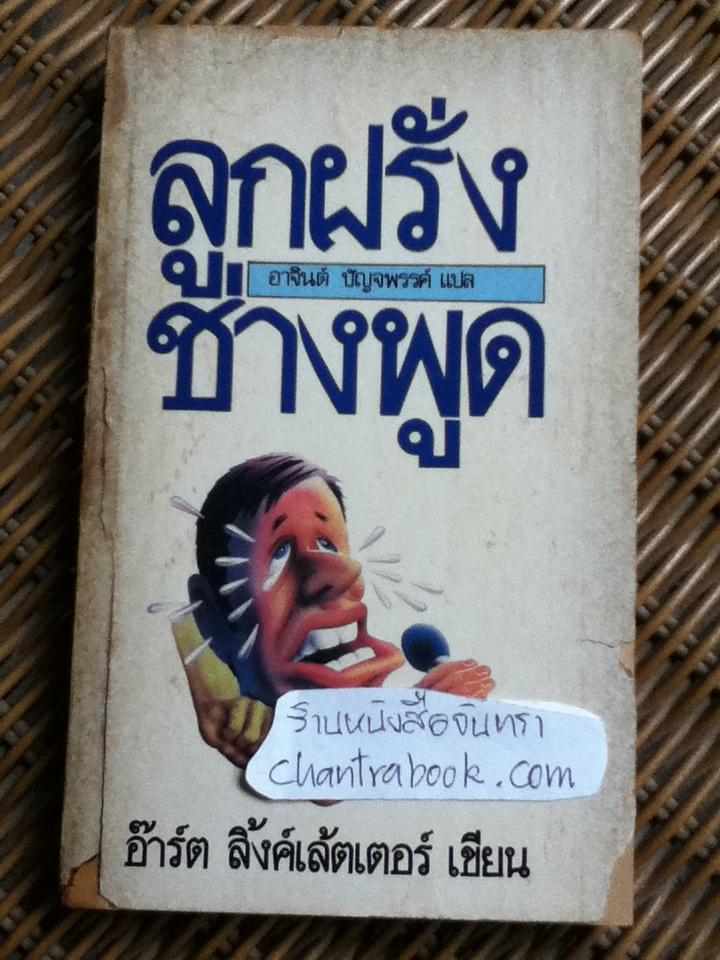 ลูกฝรั่ง
อาจินต์ ปัญจพรรค์ แปล
ช่างพูด
ร้านหนังสือจันทรา
chantrabook.com
อ๊าร์ต ลิ้งค์เล้ตเตอร์ เขียน